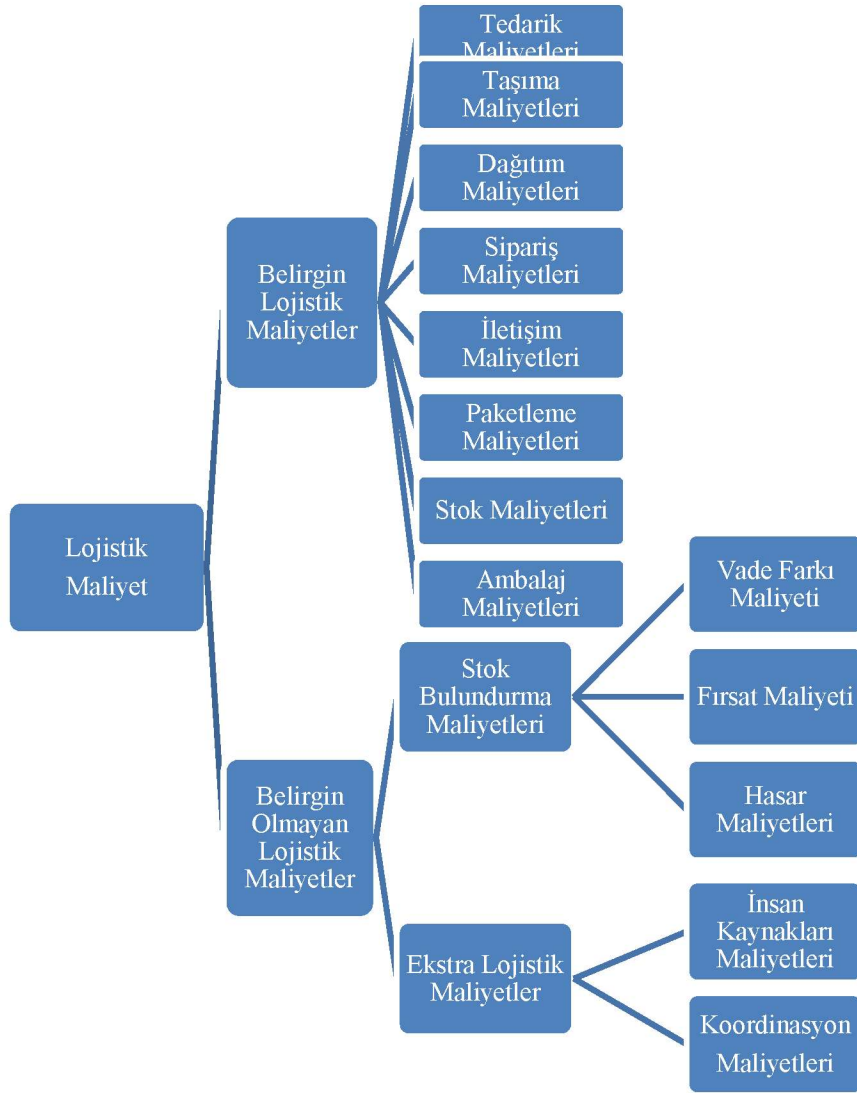 Tedarik
Maliyetleri
Taşıma
Maliyetleri
Dağıtım
Maliyetleri
Sipariş
Maliyetleri
İletişim
Maliyetleri
Paketleme
Maliyetleri
Stok Maliyetleri
Ambalaj
Maliyetleri
Belirgin
Lojistik
Maliyetler
Lojistik
Maliyet
Belirgin
Olmayan
Lojistik
Maliyetler
Stok
Bulundurma
Maliyetleri
Vade Farkı
Maliyeti
Fırsat Maliyeti
Hasar
Maliyetleri
Ekstra Lojistik
Maliyetler
İnsan
Kaynakları
Maliyetleri
Koordinasyon
Maliyetleri